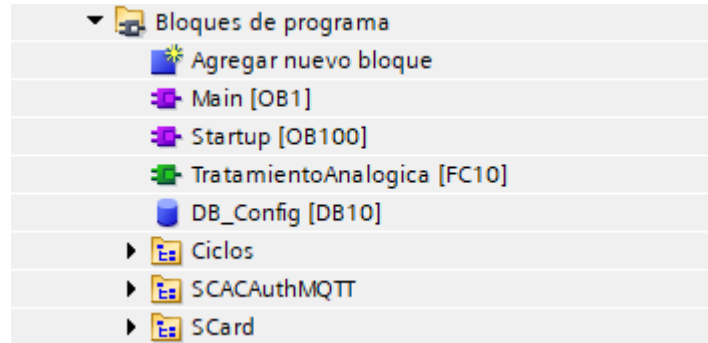 Bloques de programa
Agregar nuevo bloque
Main [OB1]
Startup [OB100]
TratamientoAnalogica [FC10]
DB_Config [DB10]
Ciclos
SCACAuthMQTT
SCard